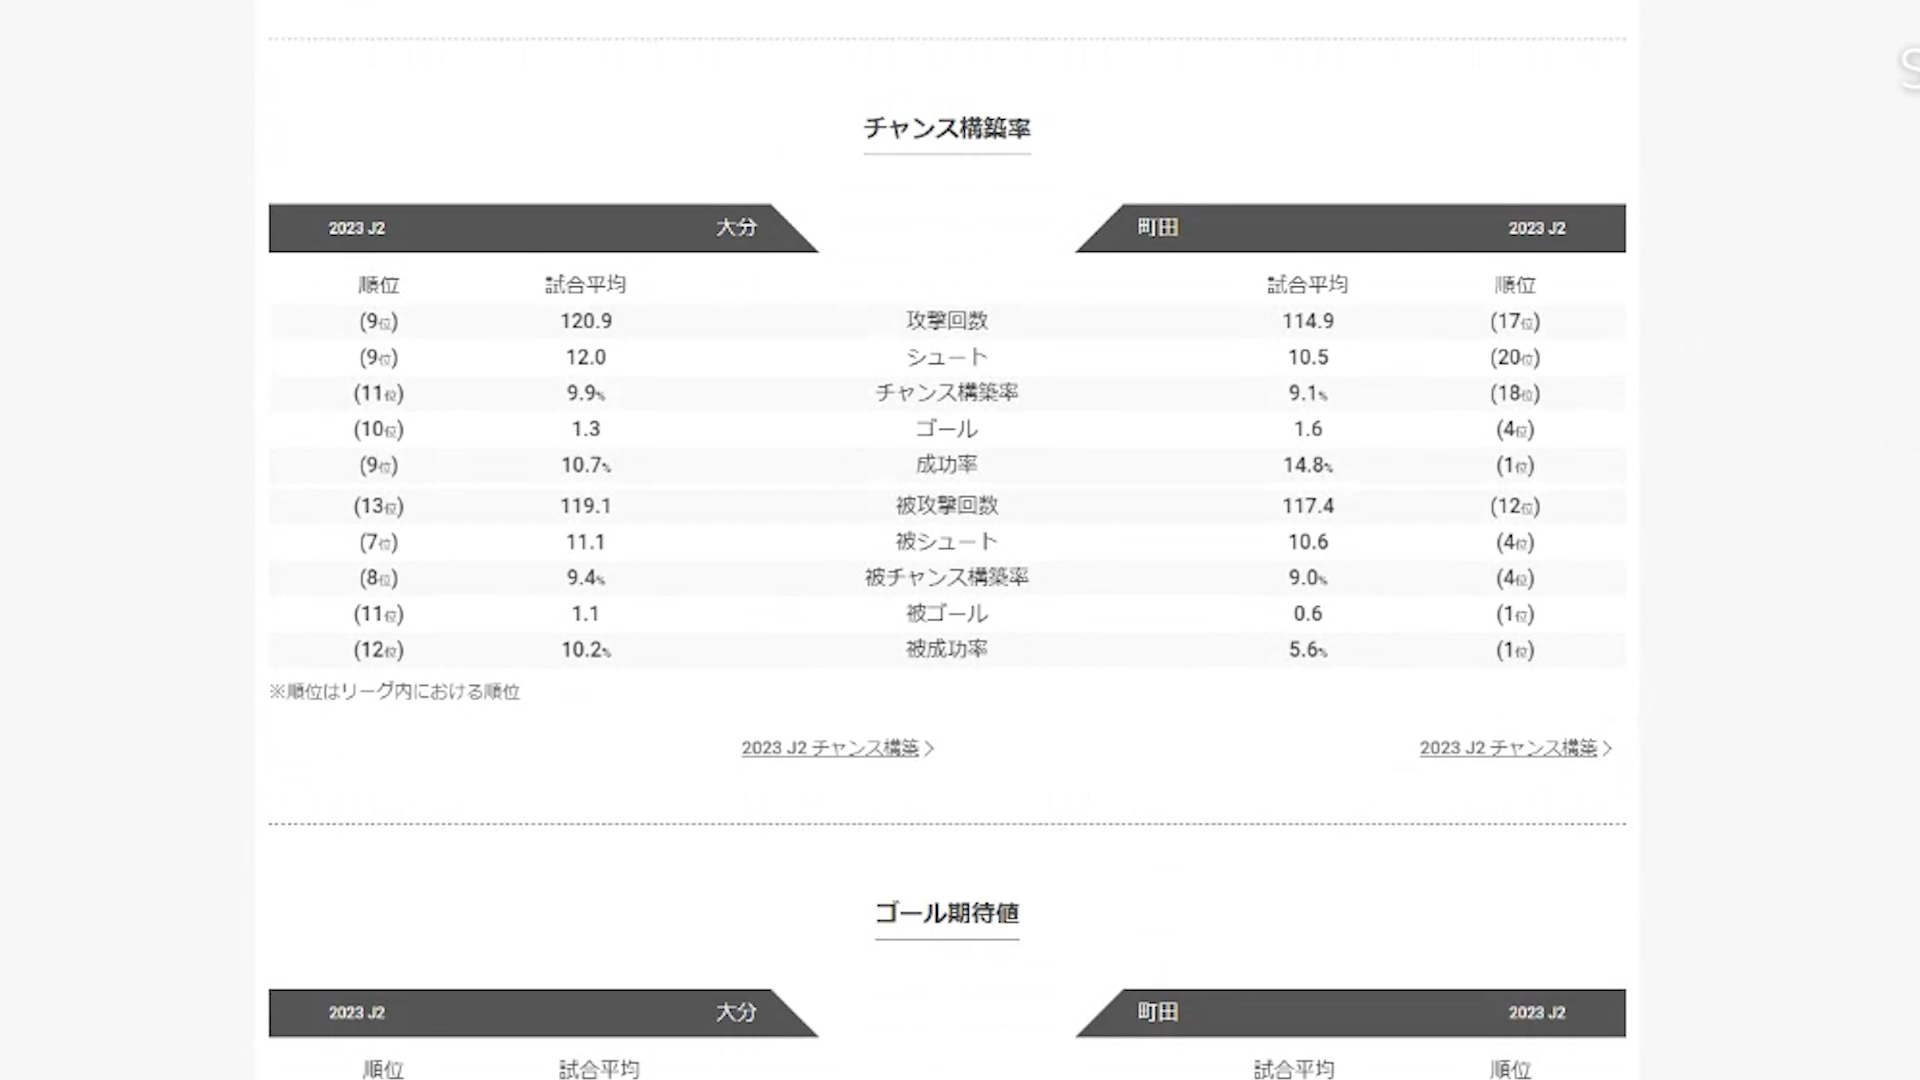 チャンス構築率
2023 J2 大分 町田 2023 J2
順位 試合平均 試合平均 順位
(9位) 120.9 攻撃回数 114.9 (17位)
(9位) 12.0 シュート 10.5 (20位)
(11位) 9.9% チャンス構築率 9.1% (18位)
(10位) 1.3 ゴール 1.6 (4位)
(9位) 10.7% 成功率 14.8% (1位)
(13位) 119.1 被攻撃回数 117.4 (12位)
(7位) 11.1 被シュート 10.6 (4位)
(8位) 9.4% 被チャンス構築率 9.0% (4位)
(11位) 1.1 被ゴール 0.6 (1位)
(12位) 10.2% 被成功率 5.6% (1位)
※順位はリーグ内における順位
2023 J2 チャンス構築 2023 J2 チャンス構築
ゴール期待値
2023 J2 大分 町田 2023 J2
順位 試合平均 試合平均 順位